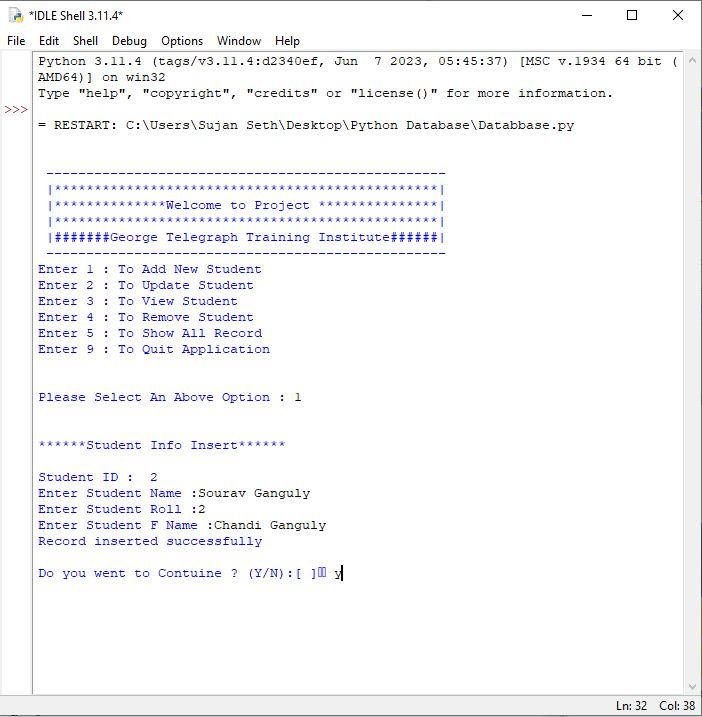 *IDLE Shell 3.11.4*
File Edit Shell Debug Options Window Help
Python 3.11.4 (tags/v3.11.4:d2340ef, Jun  7 2023, 05:45:37) [MSC v.1934 64 bit (
AMD64)] on win32
Type "help", "copyright", "credits" or "license()" for more information.
>>>
= RESTART: C:\Users\Sujan Seth\Desktop\Python Database\Databbase.py
--------------------------------------------------
|************************************************|
|**************Welcome to Project ***************|
|************************************************|
|#######George Telegraph Training Institute######|
--------------------------------------------------
Enter 1 : To Add New Student
Enter 2 : To Update Student
Enter 3 : To View Student
Enter 4 : To Remove Student
Enter 5 : To Show All Record
Enter 9 : To Quit Application
Please Select An Above Option : 1
******Student Info Insert******
Student ID :  2
Enter Student Name :Sourav Ganguly
Enter Student Roll :2
Enter Student F Name :Chandi Ganguly
Record inserted successfully
Do you went to Contuine ? (Y/N):[ ]▯▯ y
Ln: 32 Col: 38